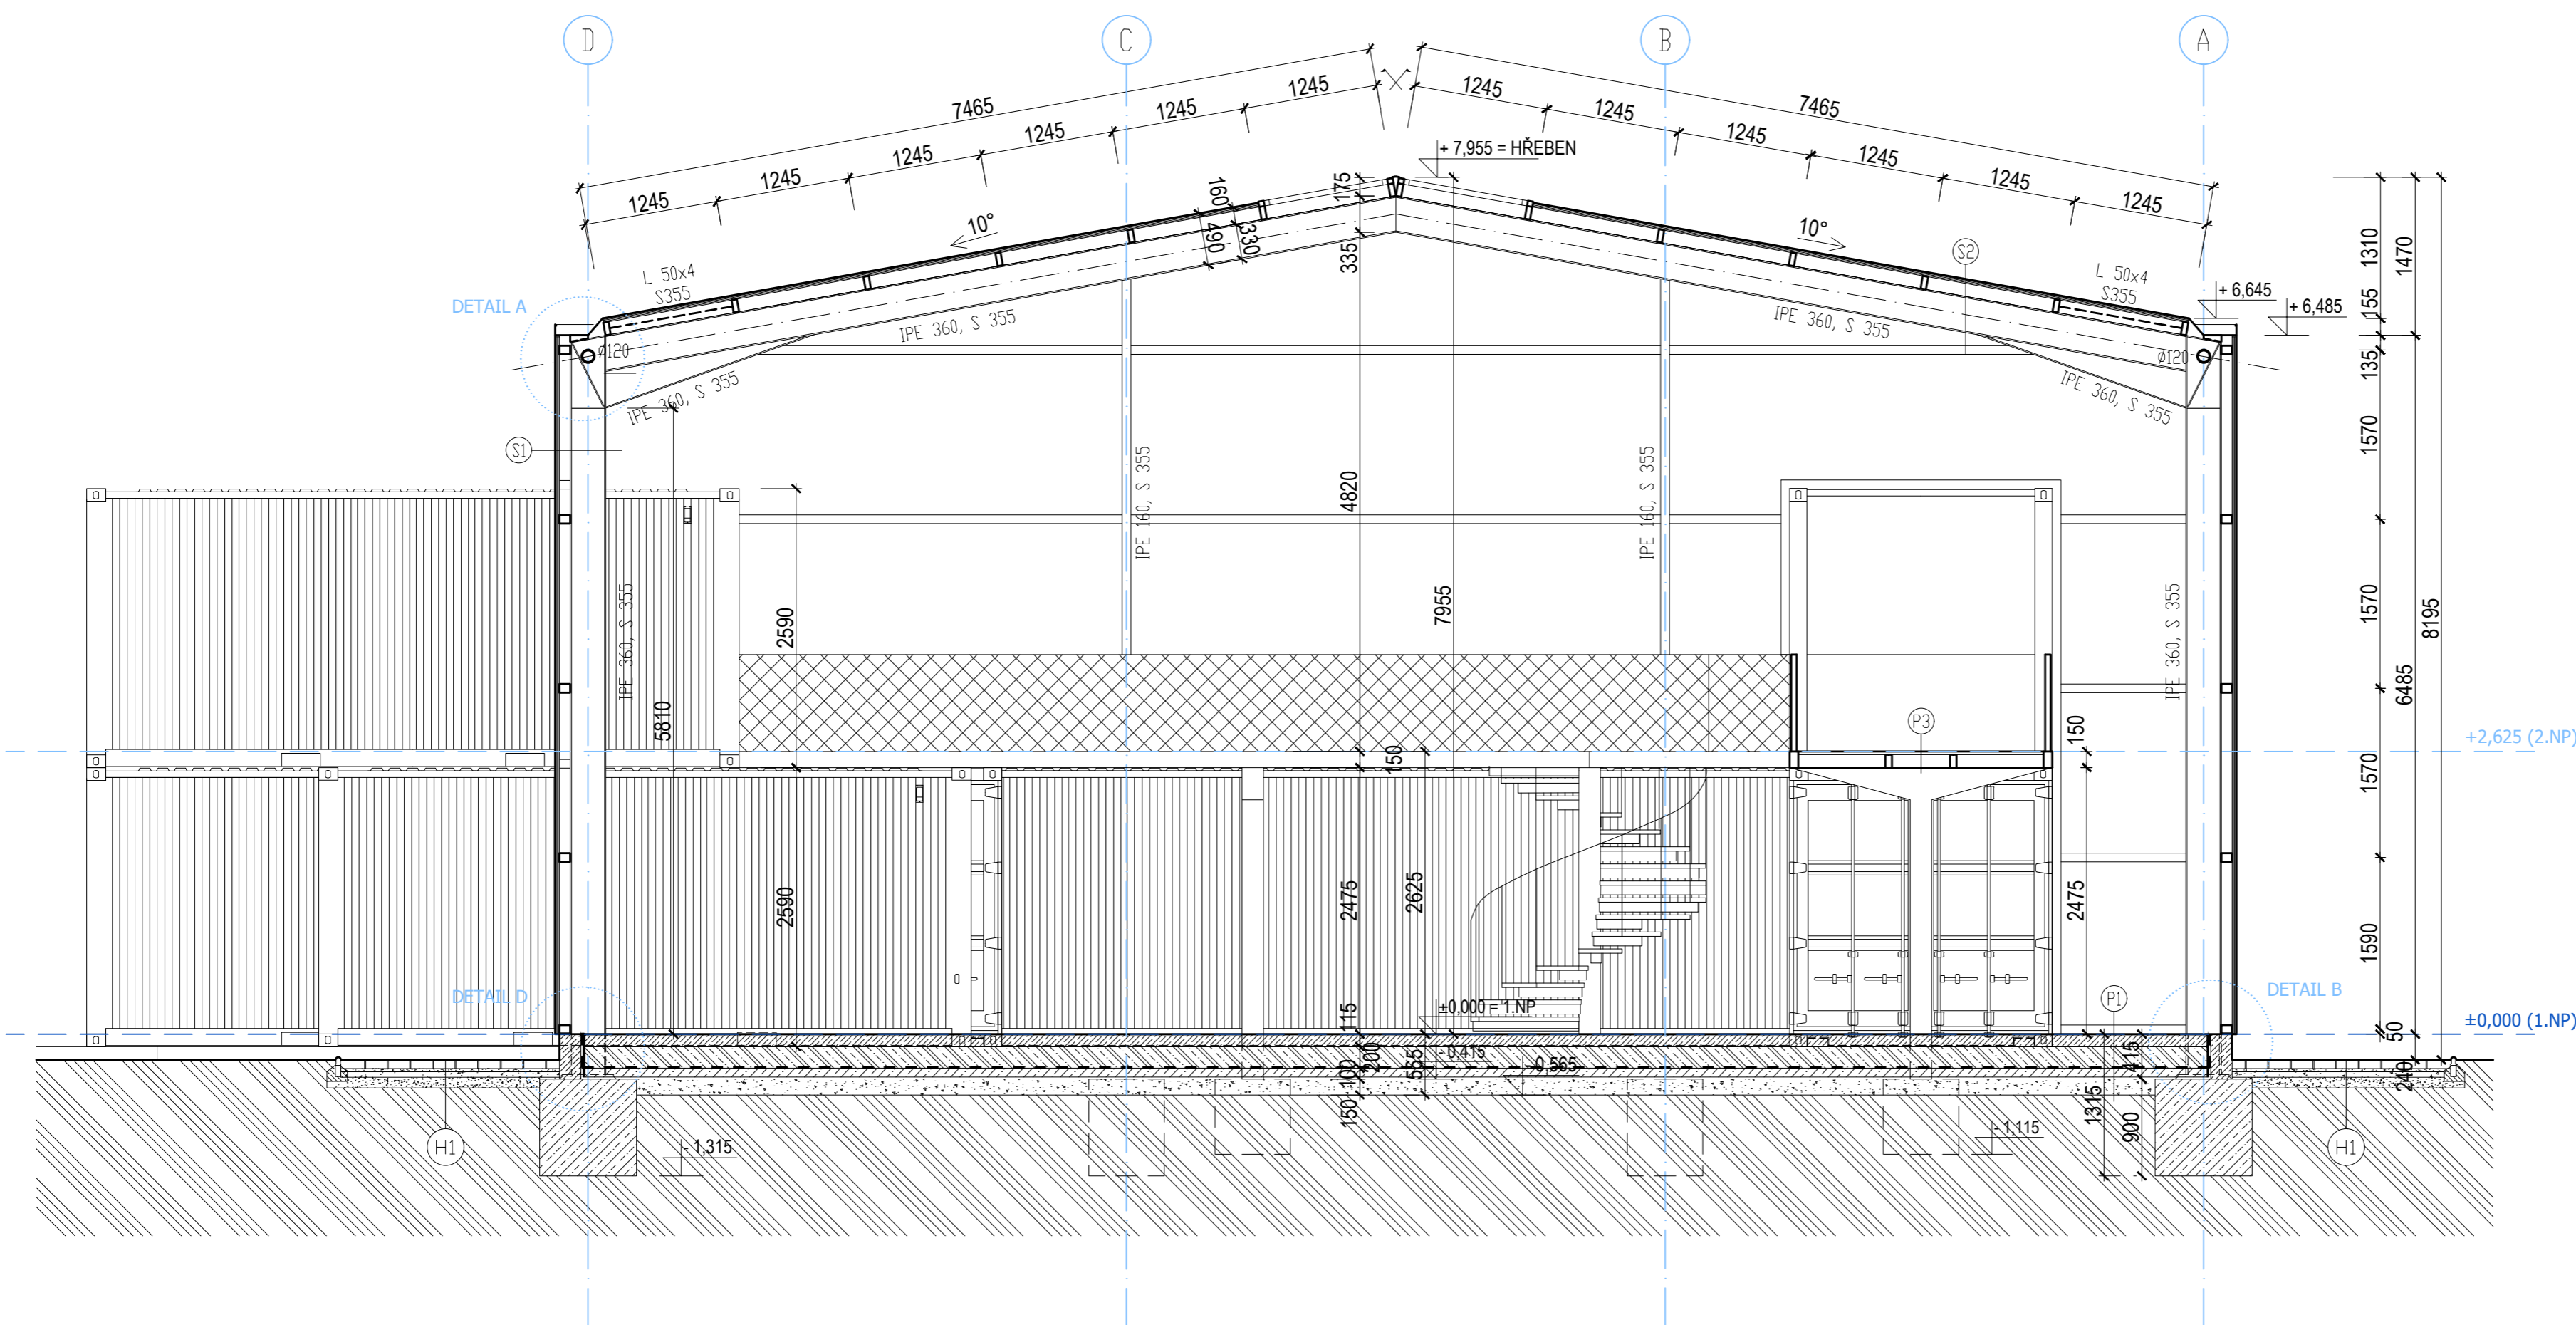 D
C
B
A
7465
7465
1245
1245
1245
1245
1245
1245
1245
1245
1245
1245
1245
1245
+ 7,955 = HŘEBEN
10°
10°
160
490
330
175
335
S2
L 50x4
S355
L 50x4
S355
DETAIL A
+ 6,645
+ 6,485
1310
1470
155
135
ø120
ø120
IPE 360, S 355
IPE 360, S 355
IPE 360, S 355
IPE 360, S 355
S1
IPE 160, S 355
IPE 160, S 355
4820
1570
7955
2590
IPE 360, S 355
IPE 360, S 355
1570
8195
6485
5810
P3
150
150
+2,625 (2.NP)
1570
2590
2475
2625
2475
1590
DETAIL D
DETAIL B
P1
115
±0,000 = 1.NP
±0,000 (1.NP)
50
200
565
- 0,415
- 0,565
415
240
100
150
1315
900
H1
- 1,315
- 1,115
H1